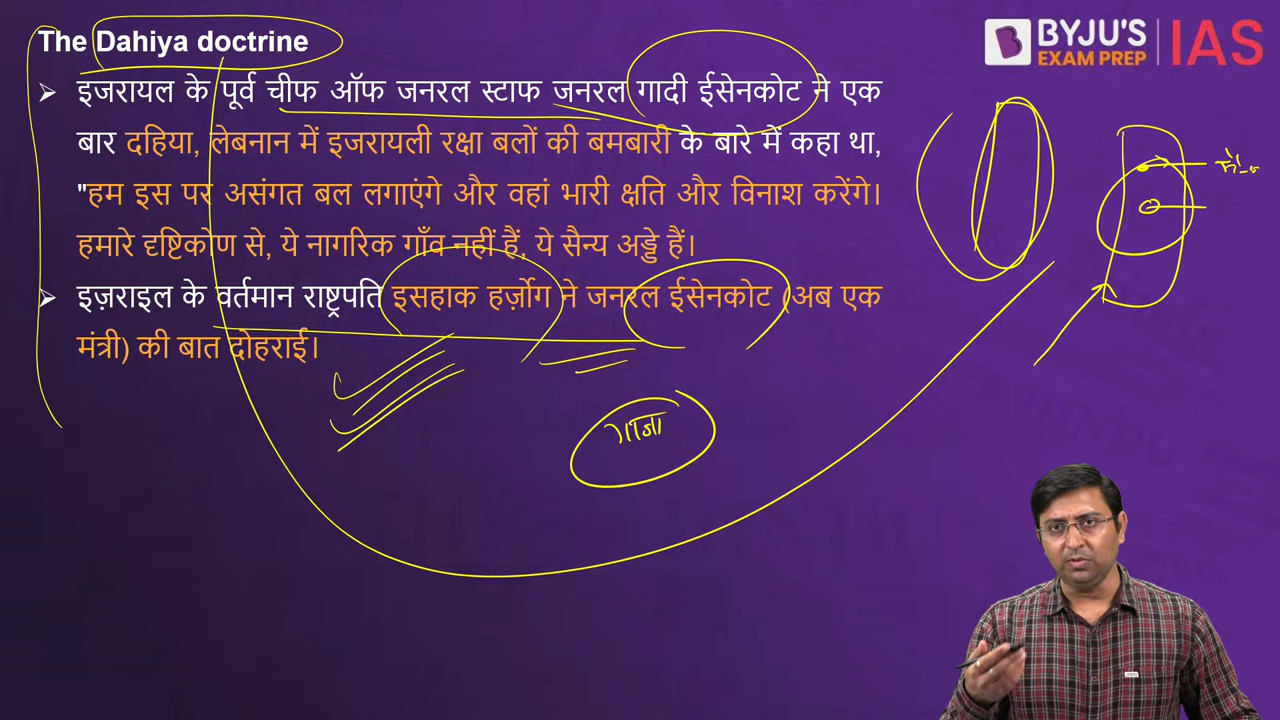 The Dahiya doctrine
BYJU'S
EXAM PREP
IAS
➢ इजरायल के पूर्व चीफ ऑफ जनरल स्टाफ जनरल गादी ईसेनकोट ने एक
बार दहिया, लेबनान में इजरायली रक्षा बलों की बमबारी के बारे में कहा था,
"हम इस पर असंगत बल लगाएंगे और वहां भारी क्षति और विनाश करेंगे।
हमारे दृष्टिकोण से, ये नागरिक गाँव नहीं हैं, ये सैन्य अड्डे हैं।
➢ इज़राइल के वर्तमान राष्ट्रपति इसहाक हर्ज़ोग ने जनरल ईसेनकोट (अब एक
मंत्री) की बात दोहराई।
गाजा